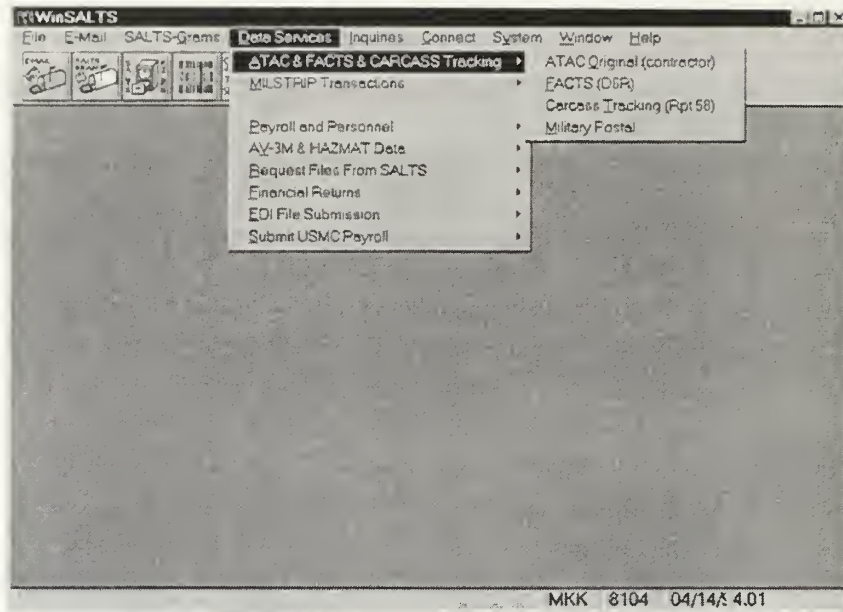 WinSALTS
File E-Mail SALTS-Grams Data Services Inquiries Connect System Window Help
ATAC & FACTS & CARCASS Tracking
MILSTRIP Transactions
Payroll and Personnel
AV-3M & HAZMAT Data
Request Files From SALTS
Financial Returns
EDI File Submission
Submit USMC Payroll
ATAC Original (contractor)
FACTS (DSR)
Carcass Tracking (Rpt 58)
Military Postal
MKK 8104 04/14/ 4.01